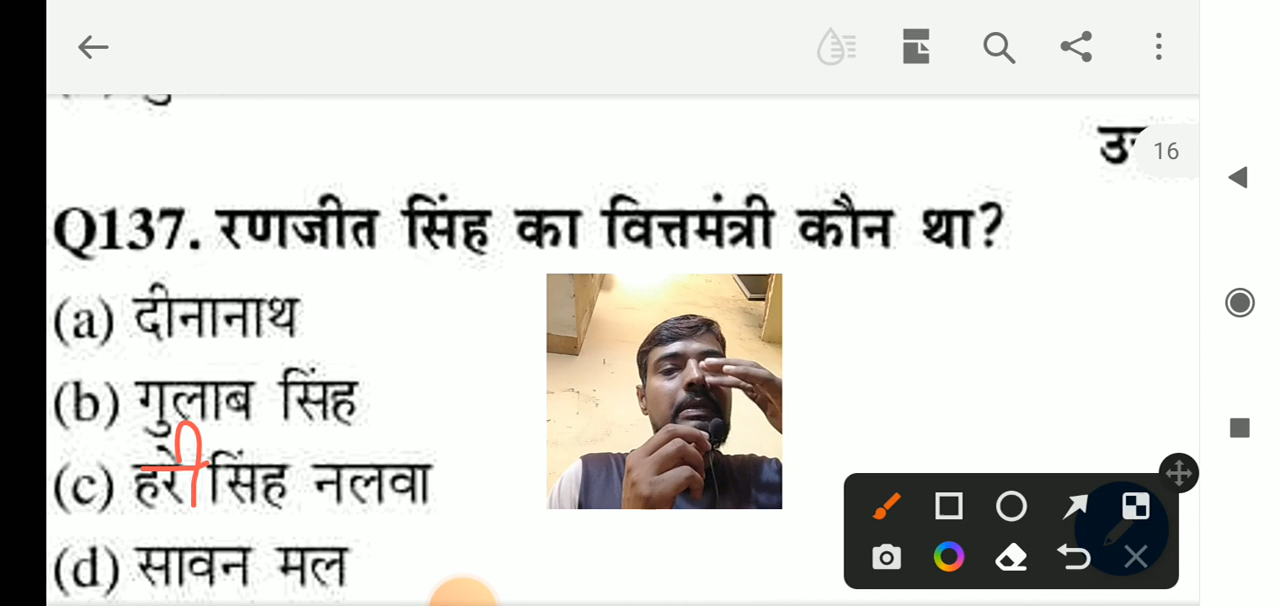 16
Q137. रणजीत सिंह का वित्तमंत्री कौन था?
(a) दीनानाथ
(b) गुलाब सिंह
(c) हरी सिंह नलवा
(d) सावन मल